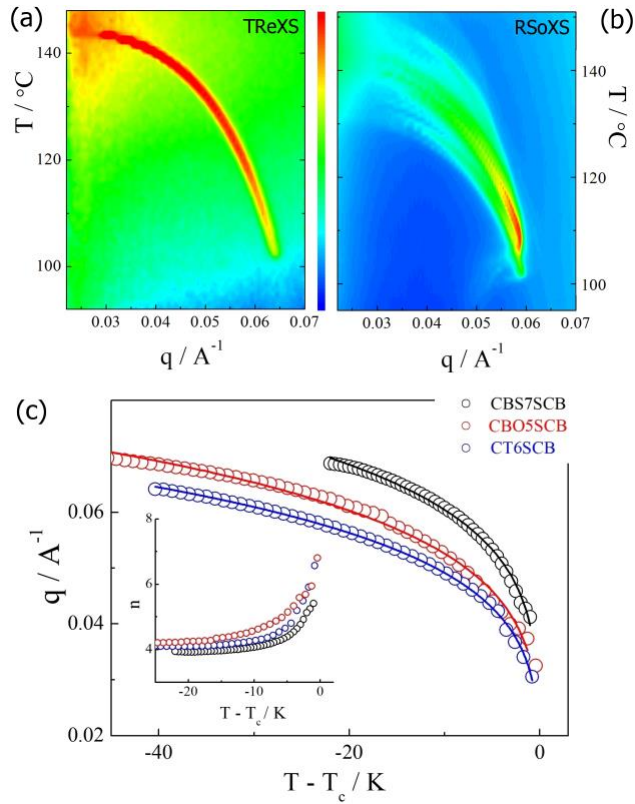 (a)
TReXS
140
120
100
T / °C
0.03 0.04 0.05 0.06 0.07
q / A⁻¹
(b)
RSoXS
140
120
100
T / °C
0.03 0.04 0.05 0.06 0.07
q / A⁻¹
(c)
CBS7SCB
CBO5SCB
CT6SCB
0.06
0.04
0.02
q / A⁻¹
8
6
4
n
-20 -10 0
T - Tc/ K
-40 -20 0
T - Tc/ K